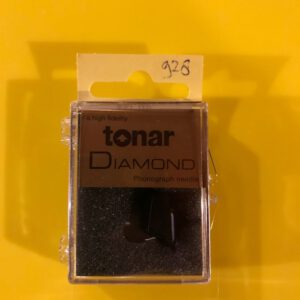 928
For high fidelity
tonar
DIAMOND
Phonograph needle